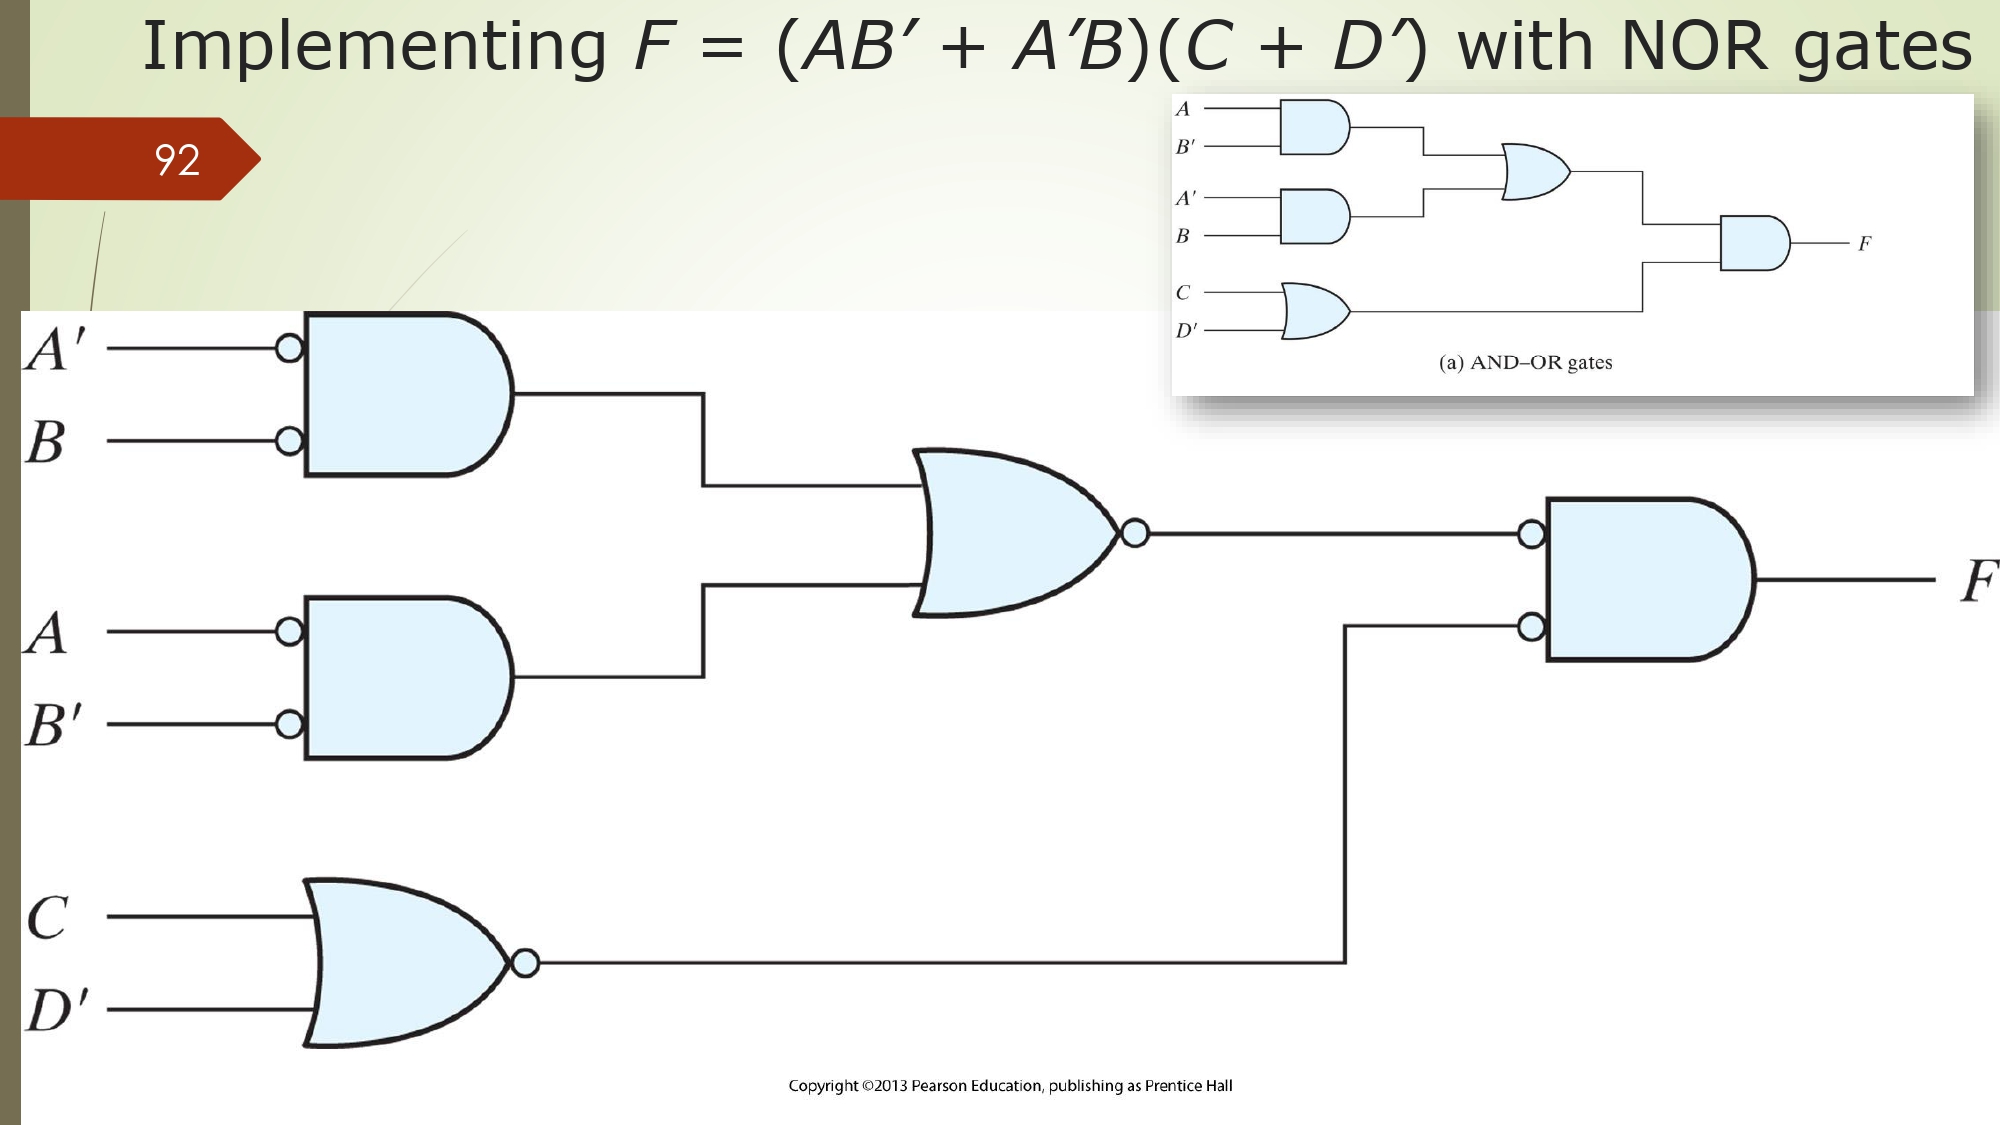 Implementing F = (AB′ + A′B)(C + D′) with NOR gates
92
A
B'
A'
B
C
D'
F
(a) AND–OR gates
A'
B
A
B'
C
D'
F
Copyright ©2013 Pearson Education, publishing as Prentice Hall